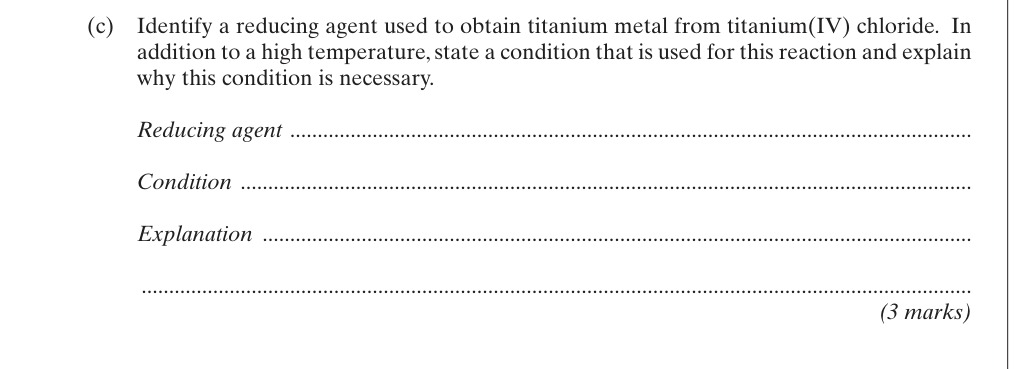 (c) Identify a reducing agent used to obtain titanium metal from titanium(IV) chloride. In
addition to a high temperature, state a condition that is used for this reaction and explain
why this condition is necessary.
Reducing agent ....................................................................................................
Condition ....................................................................................................
Explanation ....................................................................................................
....................................................................................................
(3 marks)